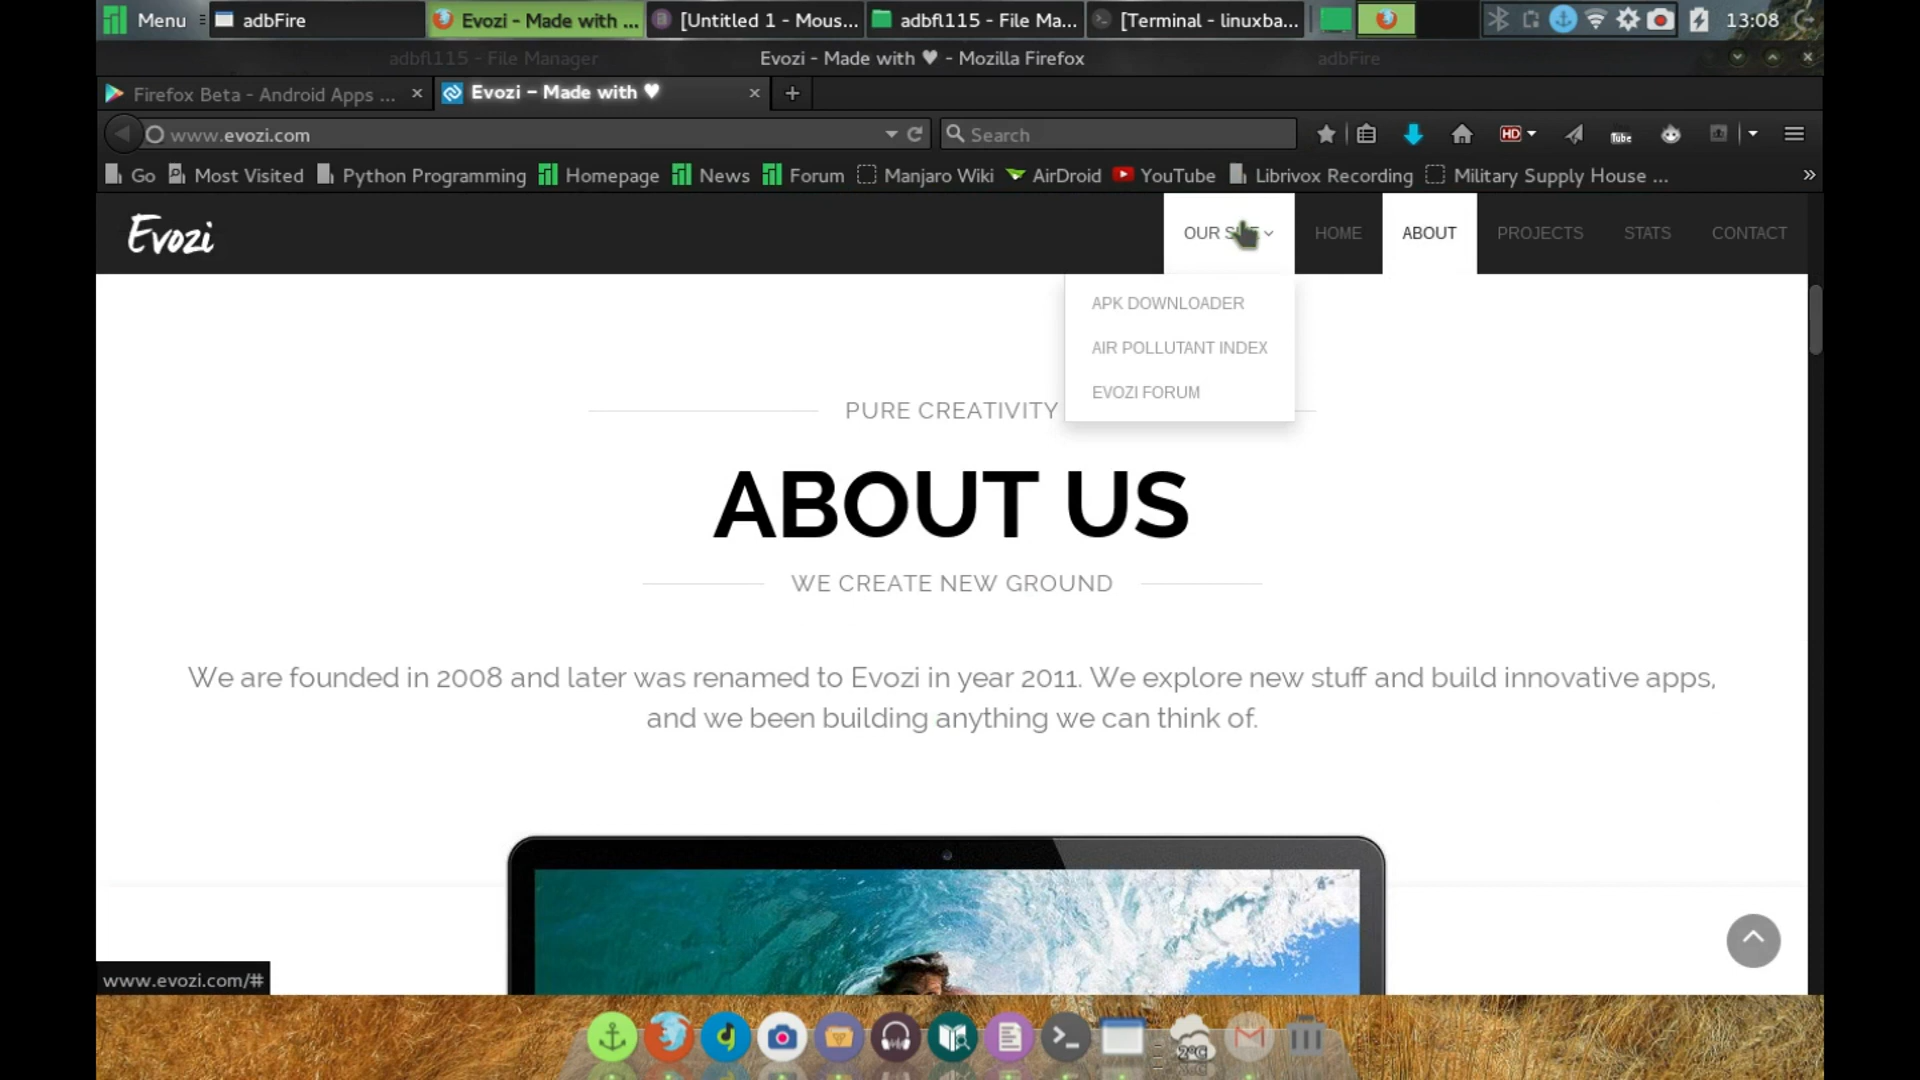 Menu adbFire Evozi - Made with ... [Untitled 1 - Mous... adbfl115 - File Ma... [Terminal - linuxba... 13:08
adbfl115 - File Manager Evozi - Made with ♥ - Mozilla Firefox adbFire
Firefox Beta - Android Apps ... Evozi – Made with ♥
www.evozi.com Search HD Tube
Go Most Visited Python Programming Homepage News Forum Manjaro Wiki AirDroid YouTube Librivox Recording Military Supply House ... »
Evozi OUR HOME ABOUT PROJECTS STATS CONTACT
APK DOWNLOADER
AIR POLLUTANT INDEX
EVOZI FORUM
PURE CREATIVITY
ABOUT US
WE CREATE NEW GROUND
We are founded in 2008 and later was renamed to Evozi in year 2011. We explore new stuff and build innovative apps,
and we been building anything we can think of.
www.evozi.com/#
2°C